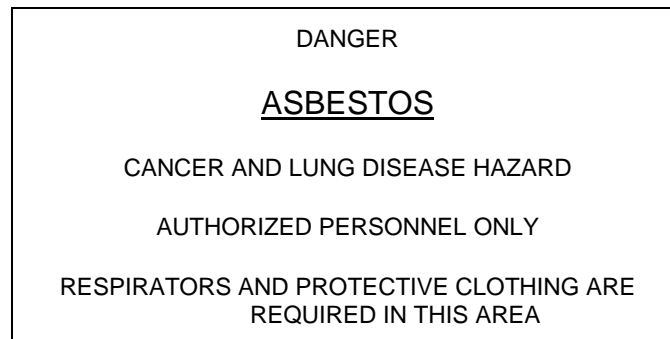 DANGER
ASBESTOS
CANCER AND LUNG DISEASE HAZARD
AUTHORIZED PERSONNEL ONLY
RESPIRATORS AND PROTECTIVE CLOTHING ARE
REQUIRED IN THIS AREA